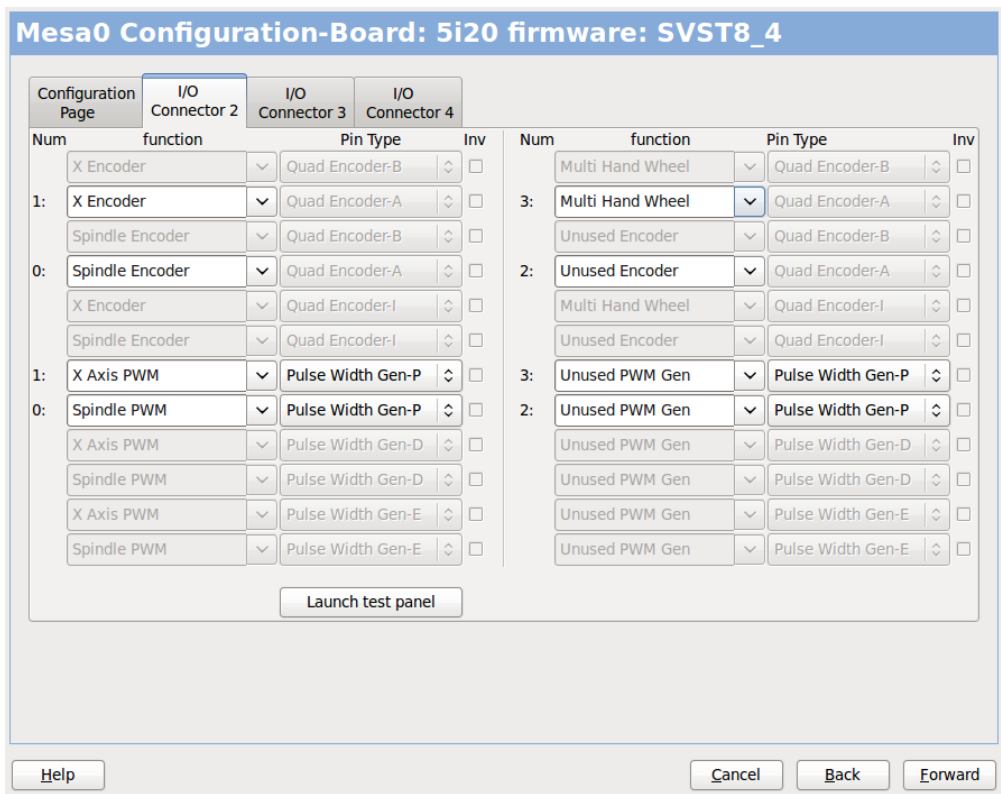 Mesa0 Configuration-Board: 5i20 firmware: SVST8_4
Configuration Page
I/O Connector 2
I/O Connector 3
I/O Connector 4
Num function Pin Type Inv Num function Pin Type Inv
X Encoder Quad Encoder-B Multi Hand Wheel Quad Encoder-B
1: X Encoder Quad Encoder-A 3: Multi Hand Wheel Quad Encoder-A
Spindle Encoder Quad Encoder-B Unused Encoder Quad Encoder-B
0: Spindle Encoder Quad Encoder-A 2: Unused Encoder Quad Encoder-A
X Encoder Quad Encoder-I Multi Hand Wheel Quad Encoder-I
Spindle Encoder Quad Encoder-I Unused Encoder Quad Encoder-I
1: X Axis PWM Pulse Width Gen-P 3: Unused PWM Gen Pulse Width Gen-P
0: Spindle PWM Pulse Width Gen-P 2: Unused PWM Gen Pulse Width Gen-P
X Axis PWM Pulse Width Gen-D Unused PWM Gen Pulse Width Gen-D
Spindle PWM Pulse Width Gen-D Unused PWM Gen Pulse Width Gen-D
X Axis PWM Pulse Width Gen-E Unused PWM Gen Pulse Width Gen-E
Spindle PWM Pulse Width Gen-E Unused PWM Gen Pulse Width Gen-E
Launch test panel
Help Cancel Back Forward